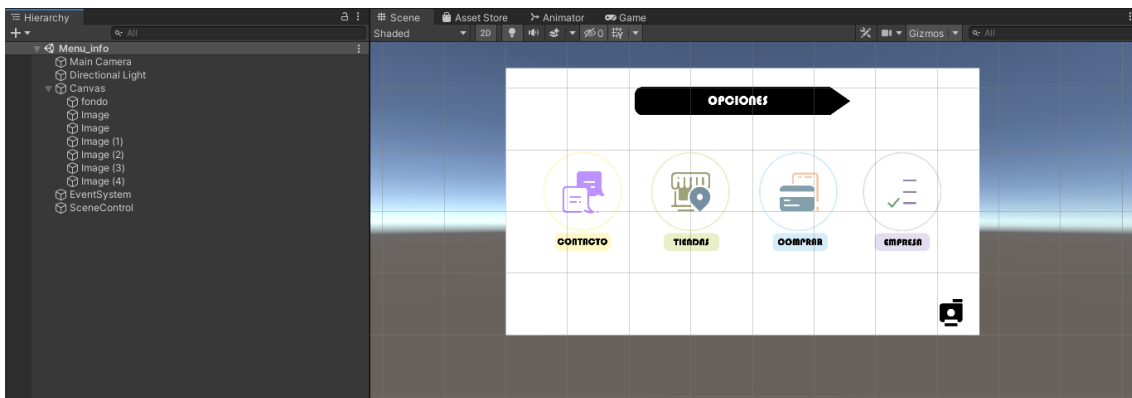 Hierarchy
All
Menu_info
Main Camera
Directional Light
Canvas
fondo
Image
Image
Image (1)
Image (2)
Image (3)
Image (4)
EventSystem
SceneControl
Scene
Asset Store
Animator
Game
Shaded
2D
0
Gizmos
All
OPCIONES
CONTACTO
TIENDAS
COMPRAR
EMPRESA